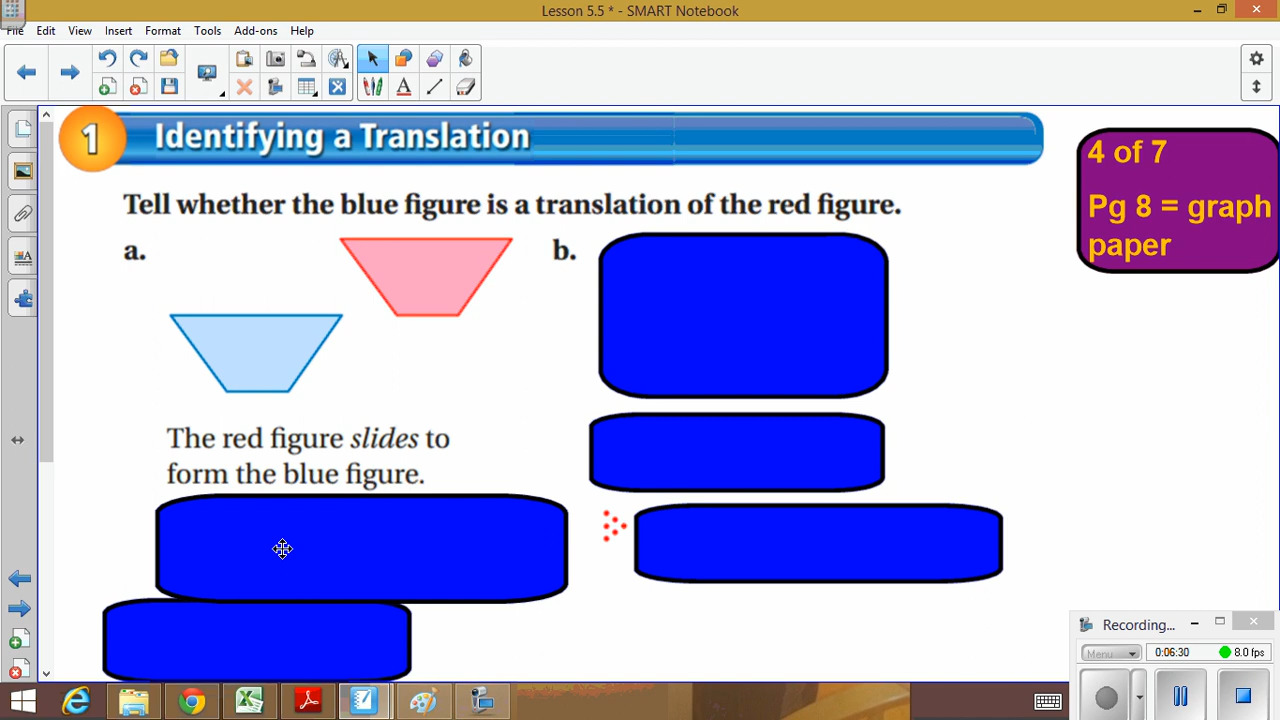 Lesson 5.5 * - SMART Notebook
File Edit View Insert Format Tools Add-ons Help
1 Identifying a Translation
4 of 7
Pg 8 = graph
paper
Tell whether the blue figure is a translation of the red figure.
a.
b.
The red figure slides to
form the blue figure.
Recording...
Menu 0:06:30 8.0 fps